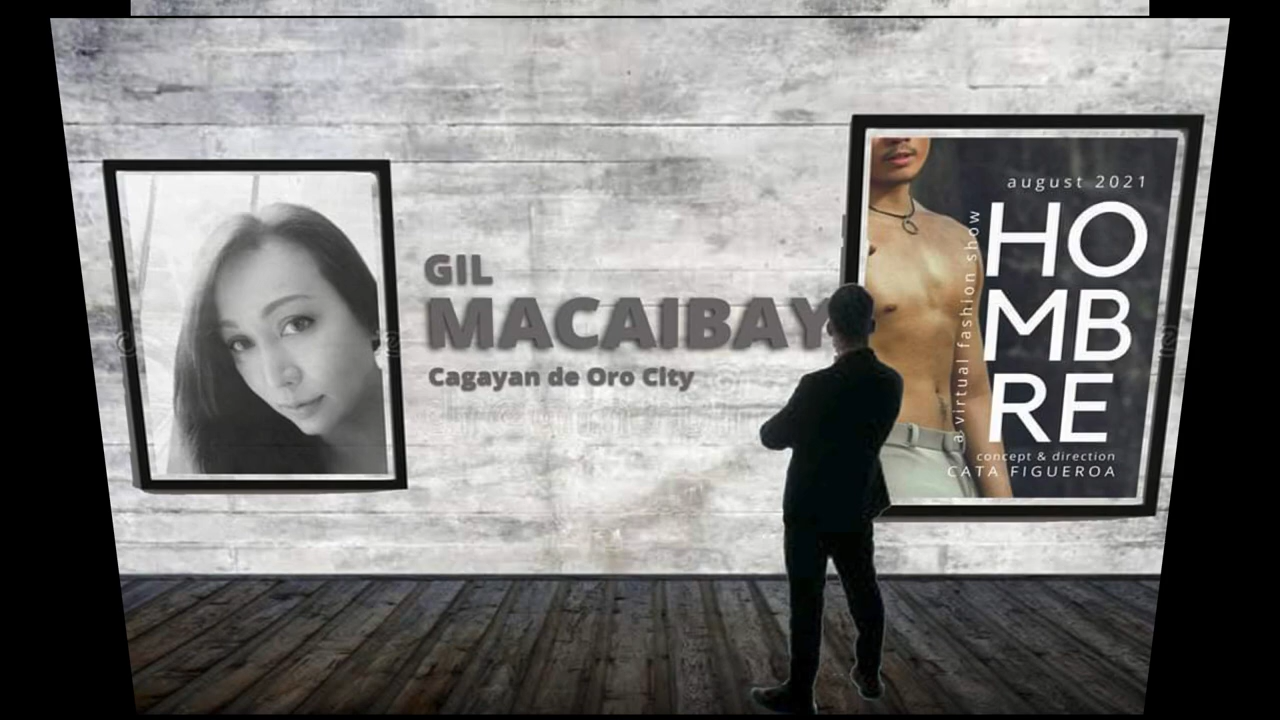 GIL
MACAIBAY
Cagayan de Oro City
august 2021
a virtual fashion show
HO
MB
RE
concept & direction
CATA FIGUEROA